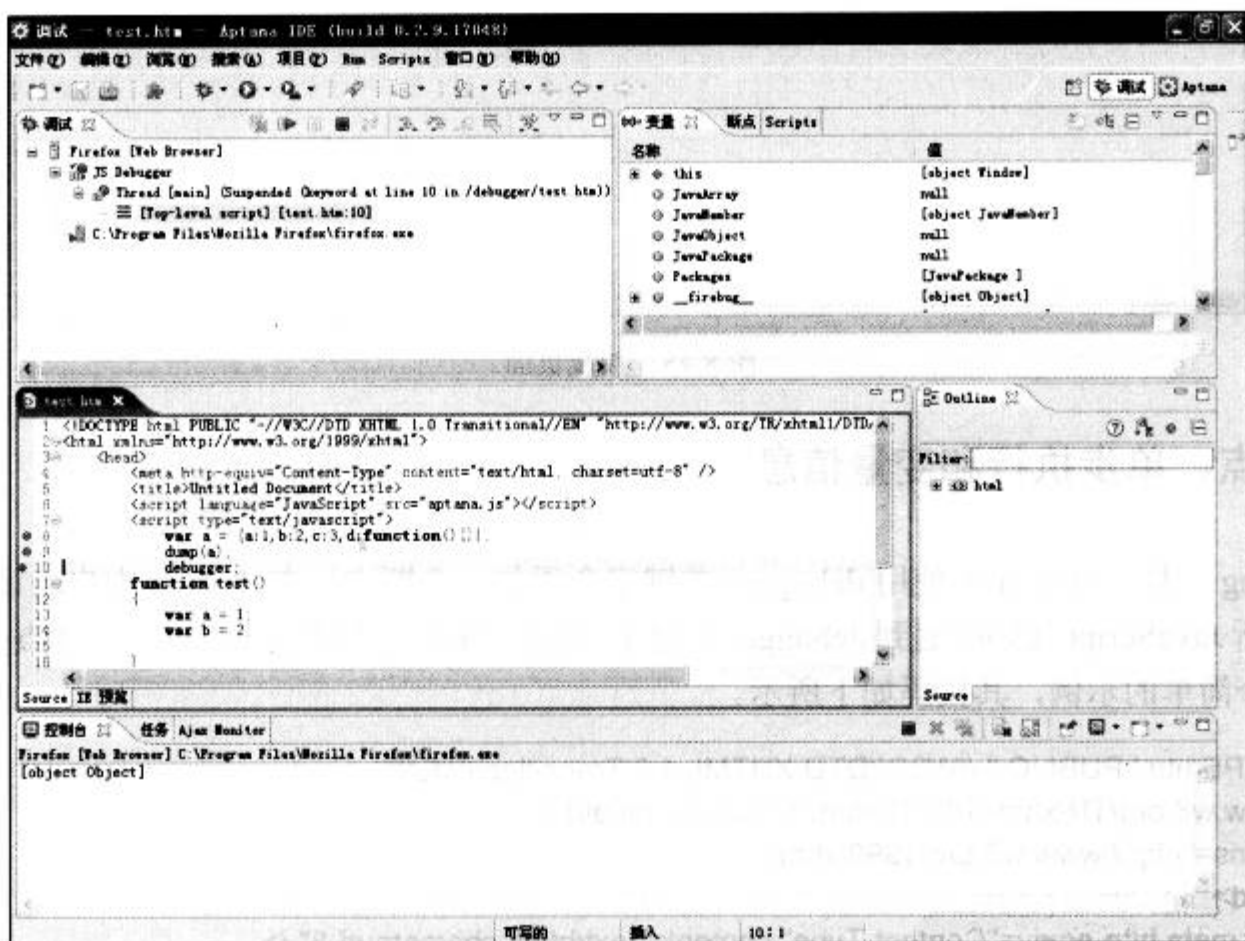 调试 - test.htm - Aptana IDE (build 0.2.9.17048)
文件(F) 编辑(E) 浏览(N) 搜索(A) 项目(P) Run Scripts 窗口(W) 帮助(H)
调试 Aptana
调试
Firefox [Web Browser]
JS Debugger
Thread [main] (Suspended (keyword at line 10 in /debugger/test.htm))
[Top-level script] [test.htm:10]
C:\Program Files\Mozilla Firefox\firefox.exe
变量 断点 Scripts
名称 值
this [object Window]
JavaArray null
JavaMember [object JavaMember]
JavaObject null
JavaPackage null
Packages [JavaPackage ]
__firebug__ [object Object]
test.htm
1 <!DOCTYPE html PUBLIC "-//W3C//DTD XHTML 1.0 Transitional//EN" "http://www.w3.org/TR/xhtml1/DTD/
2 <html xmlns="http://www.w3.org/1999/xhtml">
3 <head>
4 <meta http-equiv="Content-Type" content="text/html; charset=utf-8" />
5 <title>Untitled Document</title>
6 <script language="JavaScript" src="aptana.js"></script>
7 <script type="text/javascript">
8 var a = {a:1,b:2,c:3,d:function(){}};
9 dump(a);
10 debugger;
11 function test()
12 {
13 var a = 1;
14 var b = 2;
15
16 }
Source IE 预览
Outline
Filter:
html
Source
控制台 任务 Ajax Monitor
Firefox [Web Browser] C:\Program Files\Mozilla Firefox\firefox.exe
[object Object]
可写的 插入 10:1